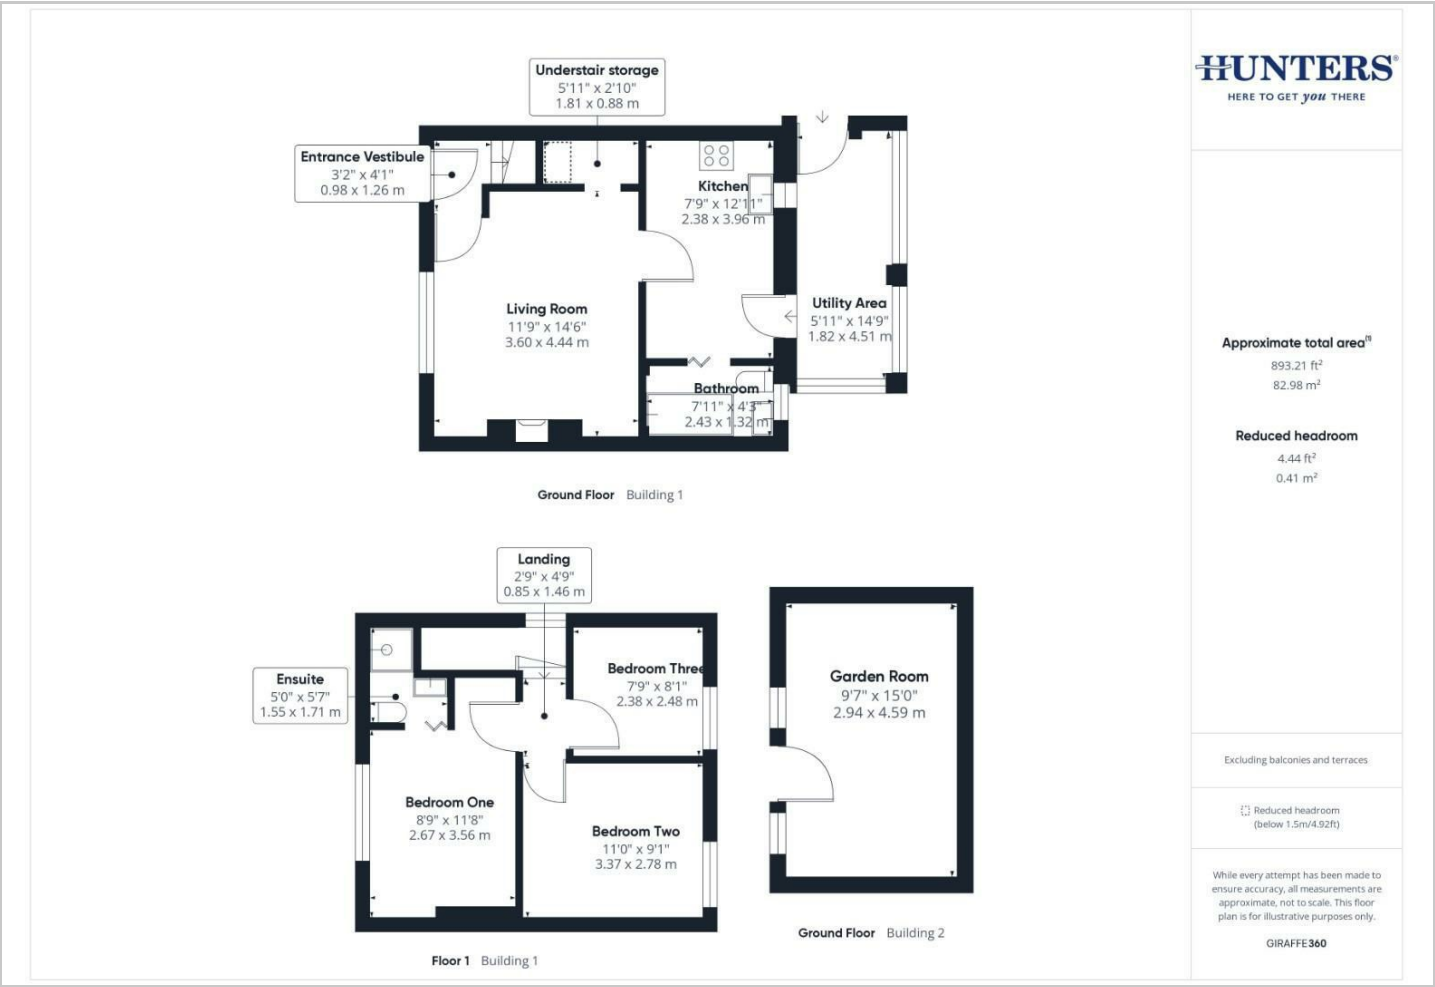 Understair storage
5'11" x 2'10"
1.81 x 0.88 m
Entrance Vestibule
3'2" x 4'1"
0.98 x 1.26 m
Kitchen
7'9" x 12'11"
2.38 x 3.96 m
Living Room
11'9" x 14'6"
3.60 x 4.44 m
Utility Area
5'11" x 14'9"
1.82 x 4.51 m
Bathroom
7'11" x 4'3"
2.43 x 1.32 m
Ground Floor Building 1
Landing
2'9" x 4'9"
0.85 x 1.46 m
Ensuite
5'0" x 5'7"
1.55 x 1.71 m
Bedroom Three
7'9" x 8'1"
2.38 x 2.48 m
Bedroom One
8'9" x 11'8"
2.67 x 3.56 m
Bedroom Two
11'0" x 9'1"
3.37 x 2.78 m
Floor 1 Building 1
Garden Room
9'7" x 15'0"
2.94 x 4.59 m
Ground Floor Building 2
HUNTERS®
HERE TO GET you THERE
Approximate total area(1)
893.21 ft²
82.98 m²
Reduced headroom
4.44 ft²
0.41 m²
Excluding balconies and terraces
Reduced headroom
(below 1.5m/4.92ft)
While every attempt has been made to
ensure accuracy, all measurements are
approximate, not to scale. This floor
plan is for illustrative purposes only.
GIRAFFE360